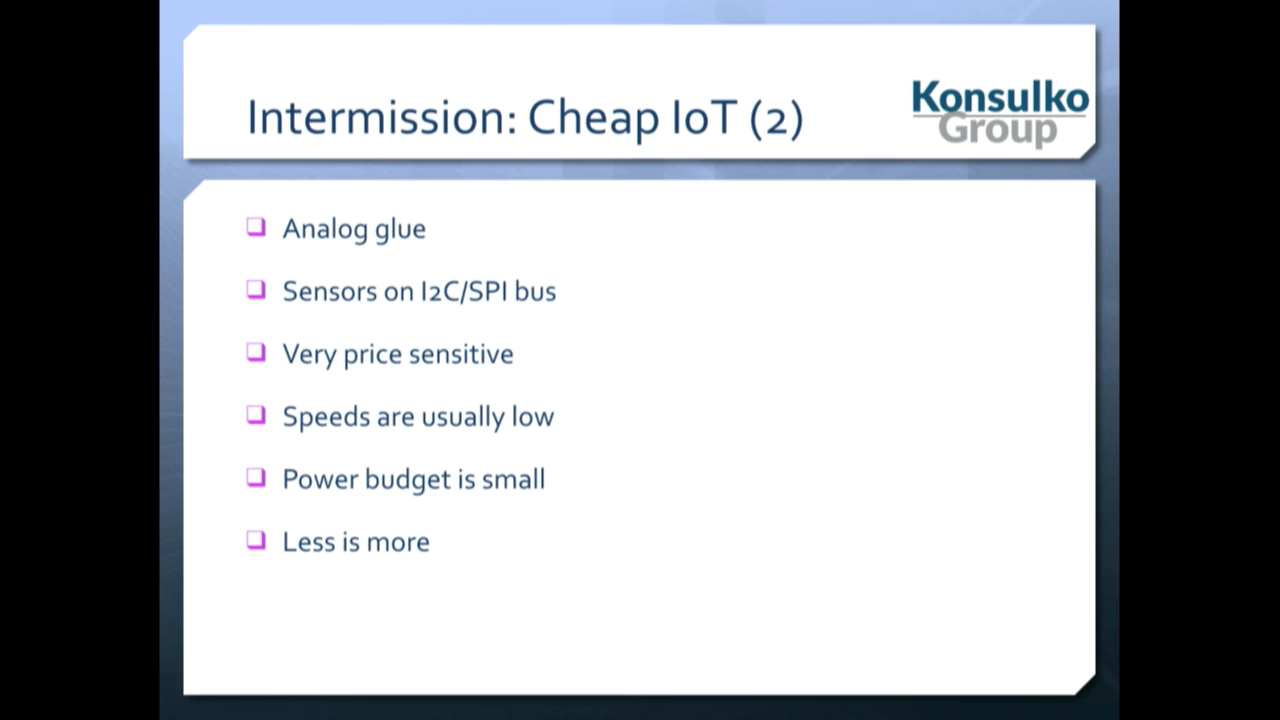 Intermission: Cheap IoT (2)
Konsulko
Group
Analog glue
Sensors on I2C/SPI bus
Very price sensitive
Speeds are usually low
Power budget is small
Less is more